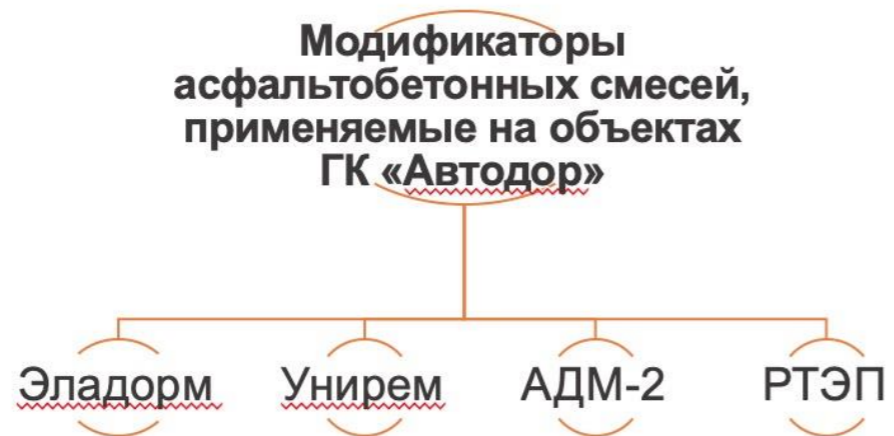 Модификаторы
асфальтобетонных смесей,
применяемые на объектах
ГК «Автодор»
Эладорм Унирем АДМ-2 РТЭП